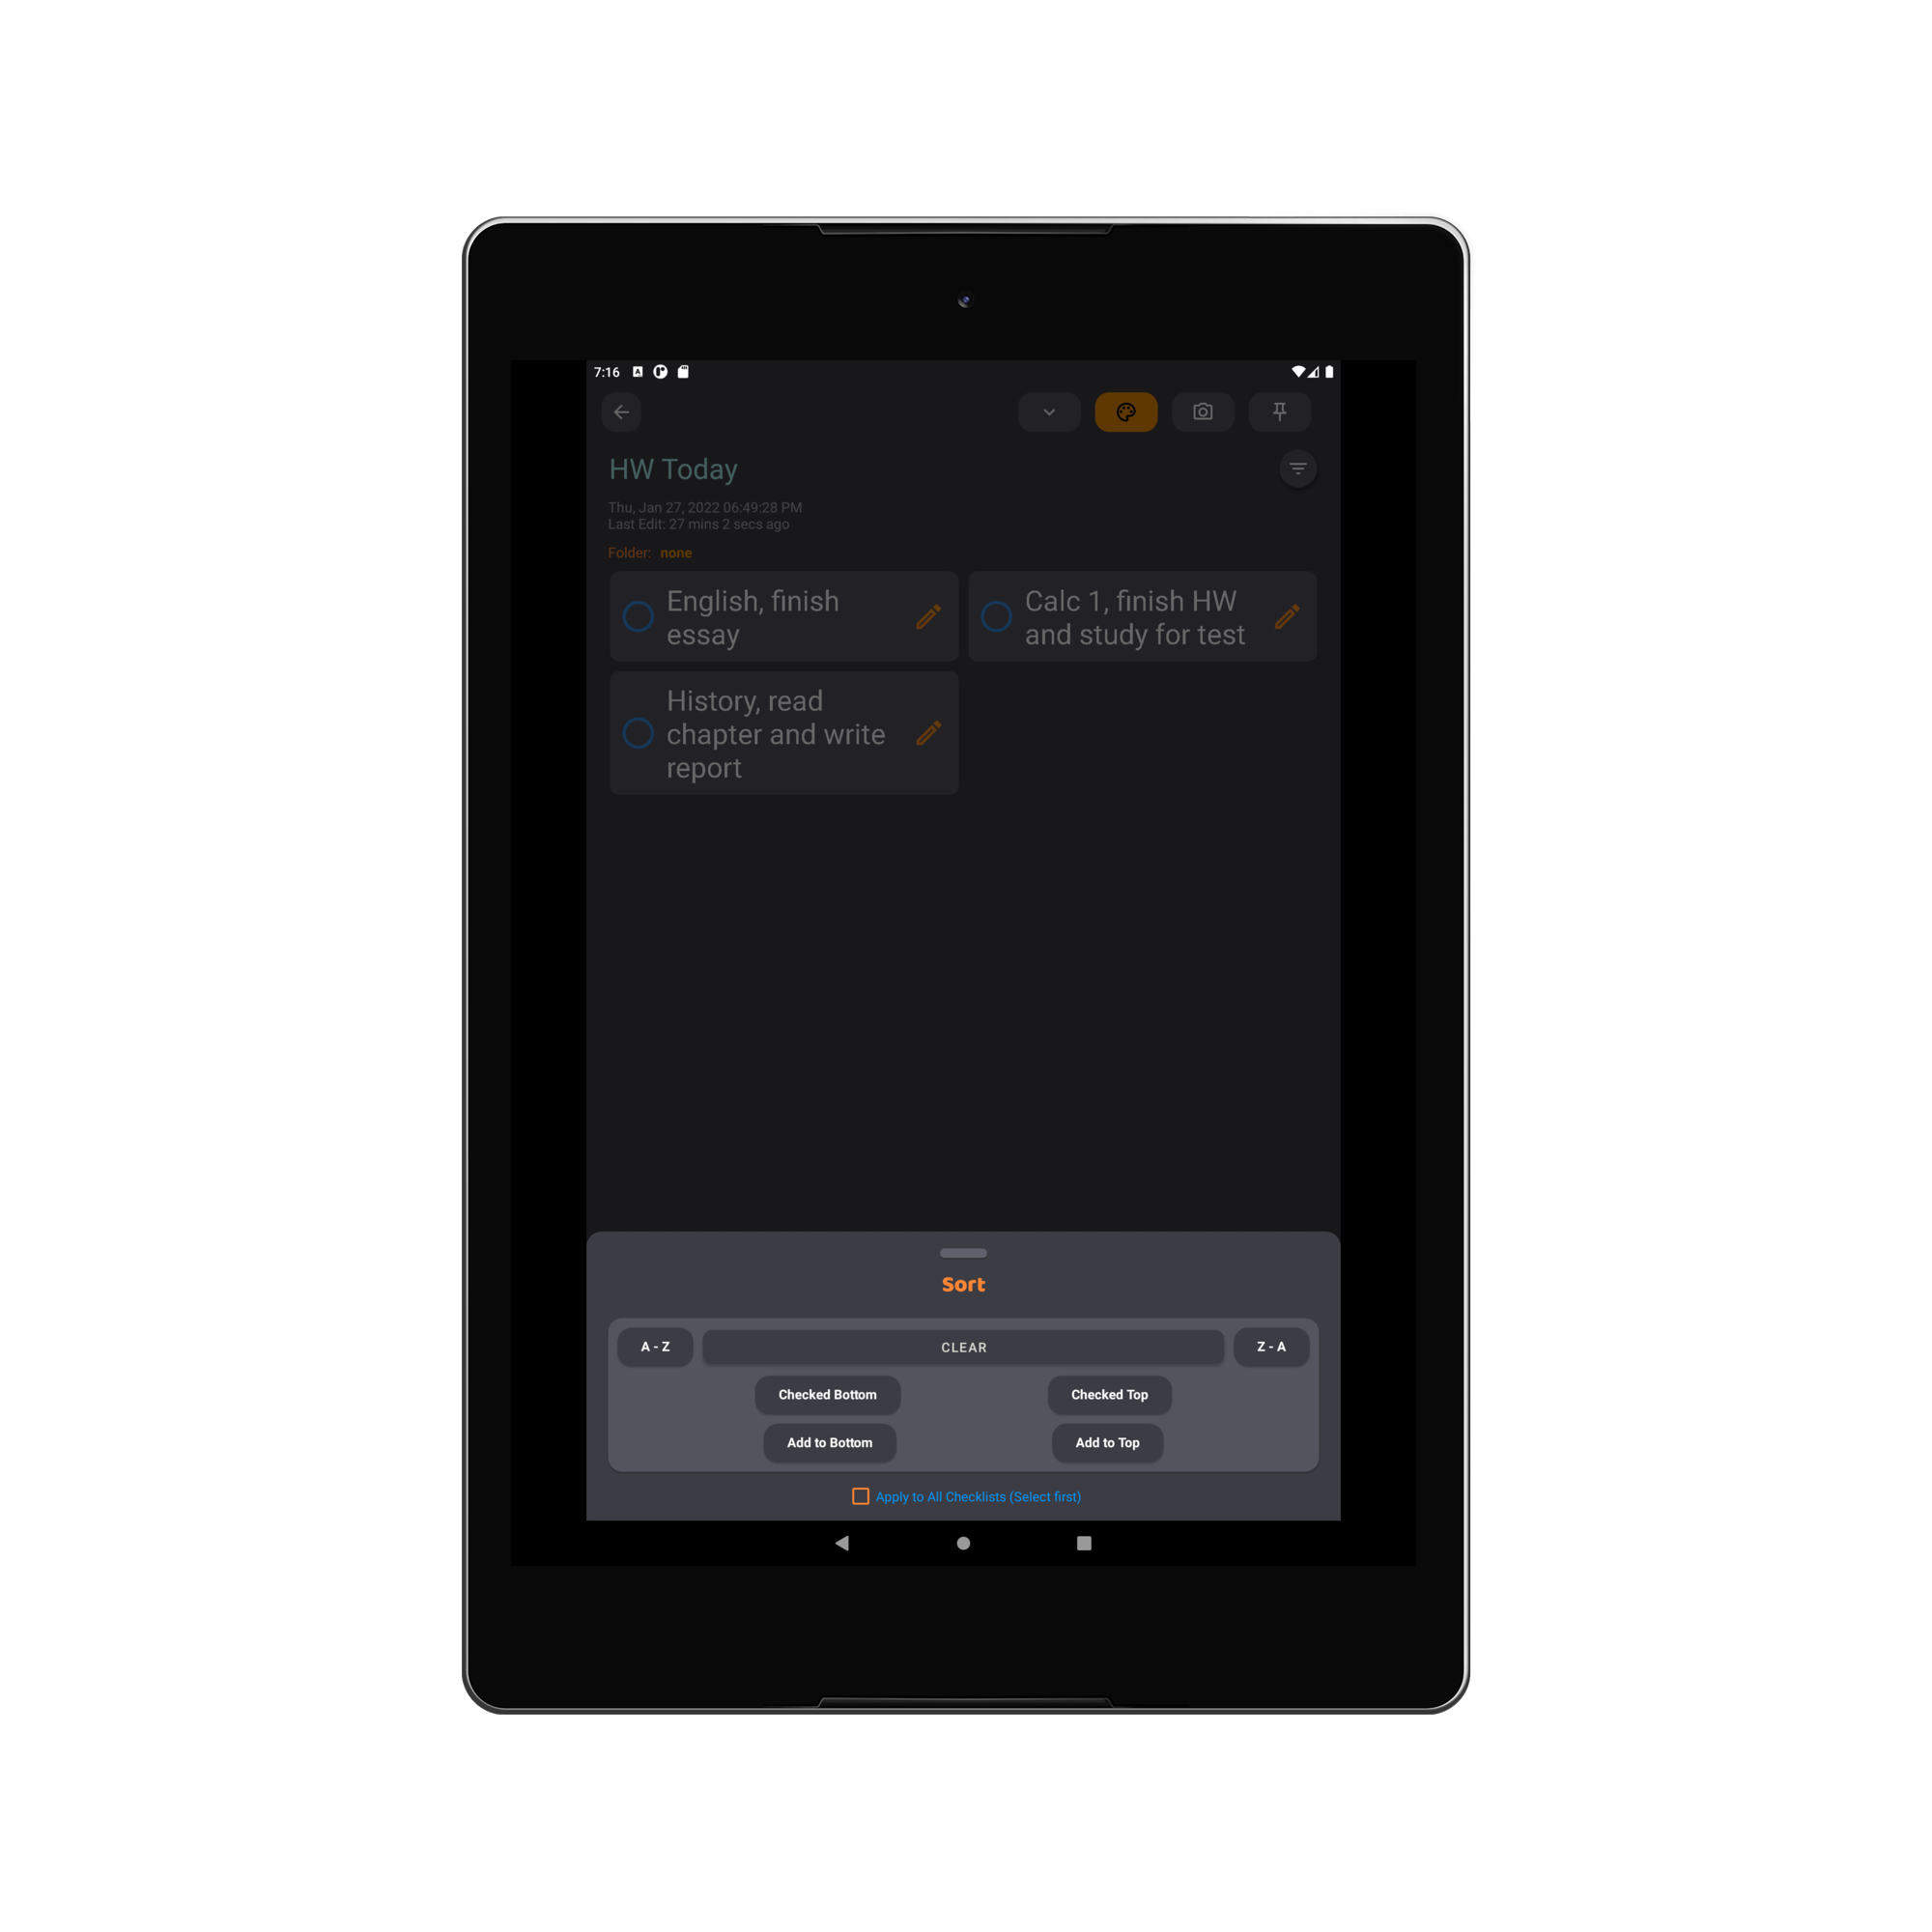 7:16
HW Today
Thu, Jan 27, 2022 06:49:28 PM
Last Edit: 27 mins 2 secs ago
Folder: none
English, finish
essay
Calc 1, finish HW
and study for test
History, read
chapter and write
report
Sort
A - Z
CLEAR
Z - A
Checked Bottom
Checked Top
Add to Bottom
Add to Top
Apply to All Checklists (Select first)